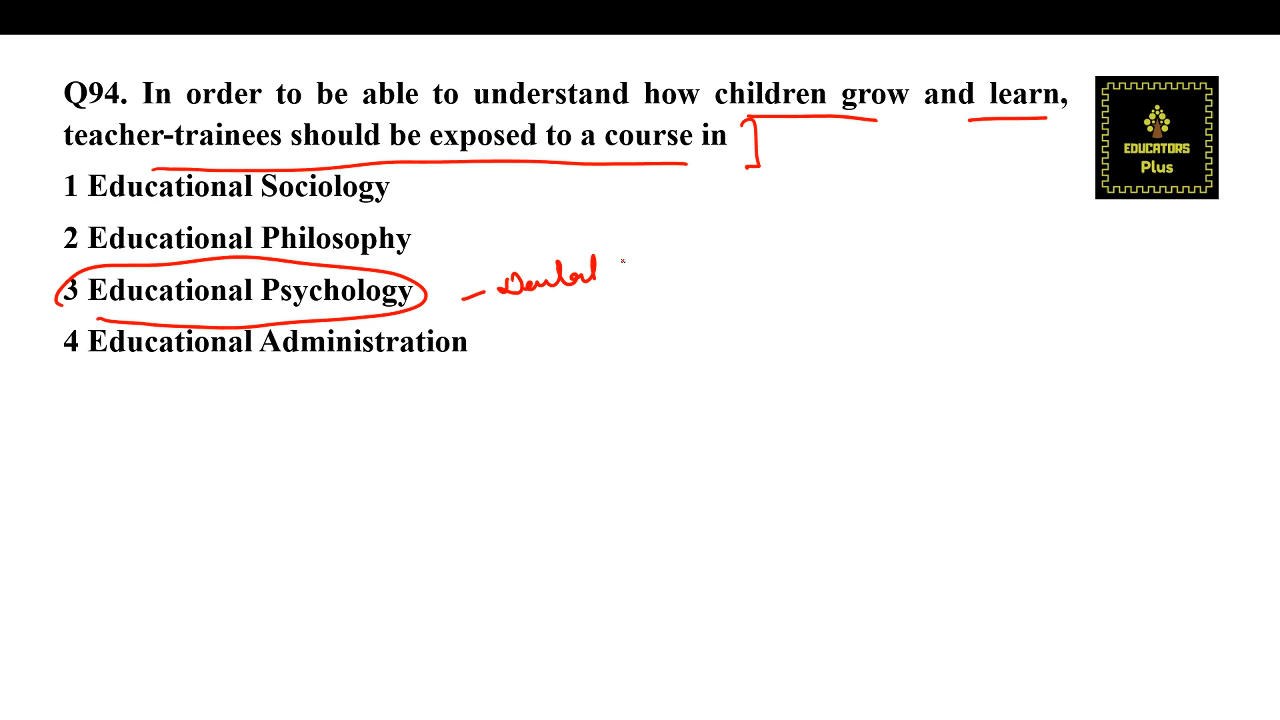 Q94. In order to be able to understand how children grow and learn,
teacher-trainees should be exposed to a course in
1 Educational Sociology
2 Educational Philosophy
3 Educational Psychology
4 Educational Administration
EDUCATORS
Plus